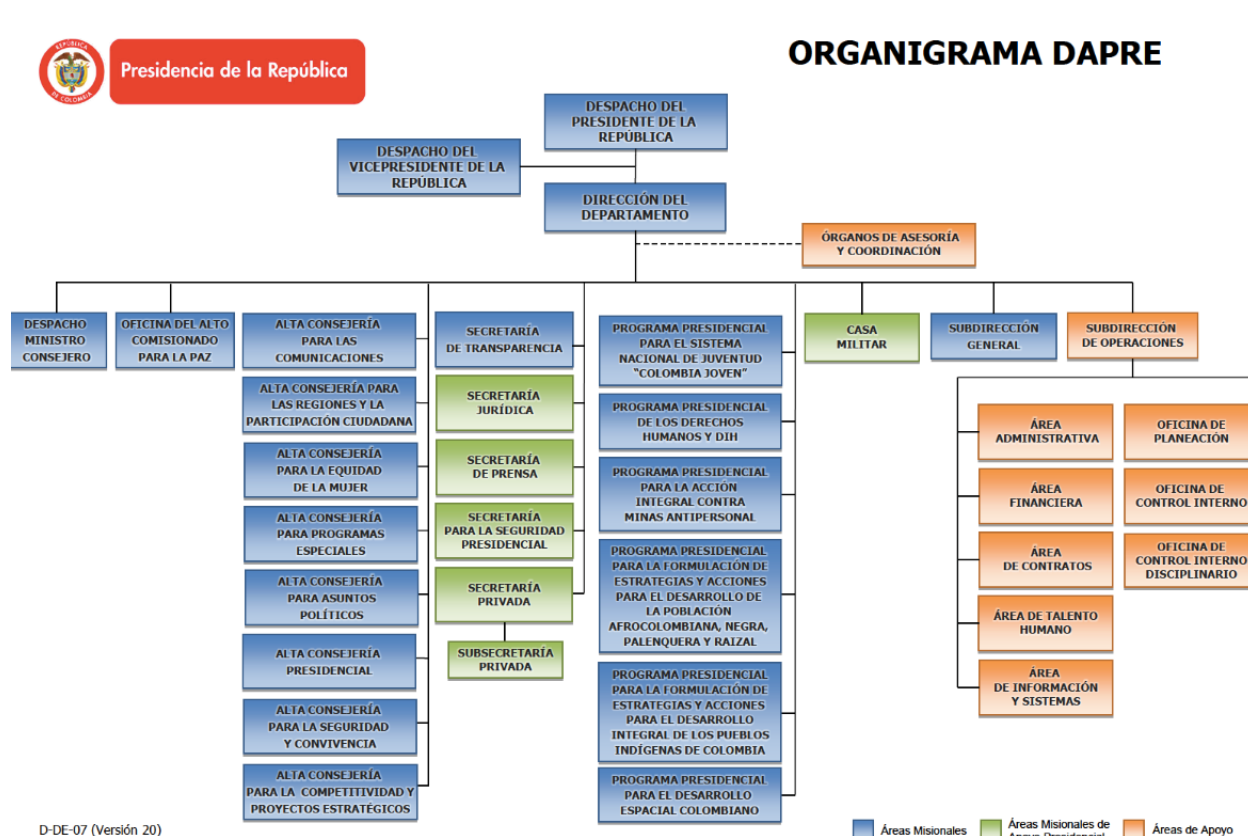 REPÚBLICA
DE COLOMBIA
Presidencia de la República
ORGANIGRAMA DAPRE
DESPACHO DEL
PRESIDENTE DE LA
REPÚBLICA
DESPACHO DEL
VICEPRESIDENTE DE LA
REPÚBLICA
DIRECCIÓN DEL
DEPARTAMENTO
ÓRGANOS DE ASESORÍA
Y COORDINACIÓN
DESPACHO
MINISTRO
CONSEJERO
OFICINA DEL ALTO
COMISIONADO
PARA LA PAZ
ALTA CONSEJERÍA
PARA LAS
COMUNICACIONES
ALTA CONSEJERÍA PARA
LAS REGIONES Y LA
PARTICIPACIÓN CIUDADANA
ALTA CONSEJERÍA
PARA LA EQUIDAD
DE LA MUJER
ALTA CONSEJERÍA
PARA PROGRAMAS
ESPECIALES
ALTA CONSEJERÍA
PARA ASUNTOS
POLÍTICOS
ALTA CONSEJERÍA
PRESIDENCIAL
ALTA CONSEJERÍA
PARA LA SEGURIDAD
Y CONVIVENCIA
ALTA CONSEJERÍA
PARA LA COMPETITIVIDAD Y
PROYECTOS ESTRATÉGICOS
SECRETARÍA
DE TRANSPARENCIA
SECRETARÍA
JURÍDICA
SECRETARÍA
DE PRENSA
SECRETARÍA
PARA LA SEGURIDAD
PRESIDENCIAL
SECRETARÍA
PRIVADA
SUBSECRETARÍA
PRIVADA
PROGRAMA PRESIDENCIAL
PARA EL SISTEMA
NACIONAL DE JUVENTUD
“COLOMBIA JOVEN”
PROGRAMA PRESIDENCIAL
DE LOS DERECHOS
HUMANOS Y DIH
PROGRAMA PRESIDENCIAL
PARA LA ACCIÓN
INTEGRAL CONTRA
MINAS ANTIPERSONAL
PROGRAMA PRESIDENCIAL
PARA LA FORMULACIÓN DE
ESTRATEGIAS Y ACCIONES
PARA EL DESARROLLO DE
LA POBLACIÓN
AFROCOLOMBIANA, NEGRA,
PALENQUERA Y RAIZAL
PROGRAMA PRESIDENCIAL
PARA LA FORMULACIÓN DE
ESTRATEGIAS Y ACCIONES
PARA EL DESARROLLO
INTEGRAL DE LOS PUEBLOS
INDÍGENAS DE COLOMBIA
PROGRAMA PRESIDENCIAL
PARA EL DESARROLLO
ESPACIAL COLOMBIANO
CASA
MILITAR
SUBDIRECCIÓN
GENERAL
SUBDIRECCIÓN
DE OPERACIONES
ÁREA
ADMINISTRATIVA
ÁREA
FINANCIERA
ÁREA
DE CONTRATOS
ÁREA DE TALENTO
HUMANO
ÁREA
DE INFORMACIÓN
Y SISTEMAS
OFICINA DE
PLANEACIÓN
OFICINA DE
CONTROL INTERNO
OFICINA DE
CONTROL INTERNO
DISCIPLINARIO
D-DE-07 (Versión 20)
Áreas Misionales
Áreas Misionales de
Apoyo Presidencial
Áreas de Apoyo